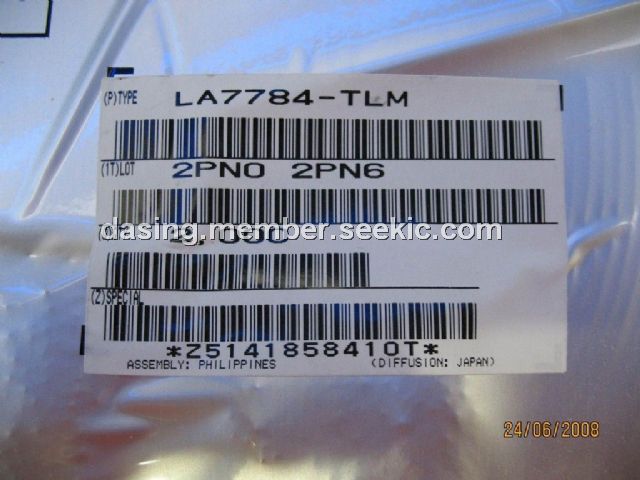 (P)TYPE LA7784-TLM
(1T)LOT 2PN0 2PN6
dasing.member.seekic.com
(Z)SPECIAL
*Z5141858410T*
ASSEMBLY: PHILIPPINES (DIFFUSION: JAPAN)
24/06/2008